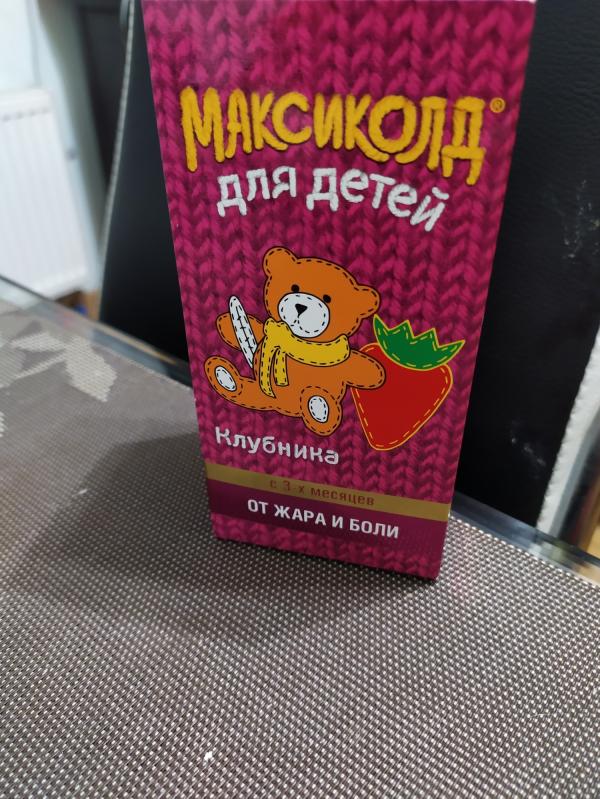 МАКСИКОЛД®
для детей
Клубника
с 3-х месяцев
ОТ ЖАРА И БОЛИ